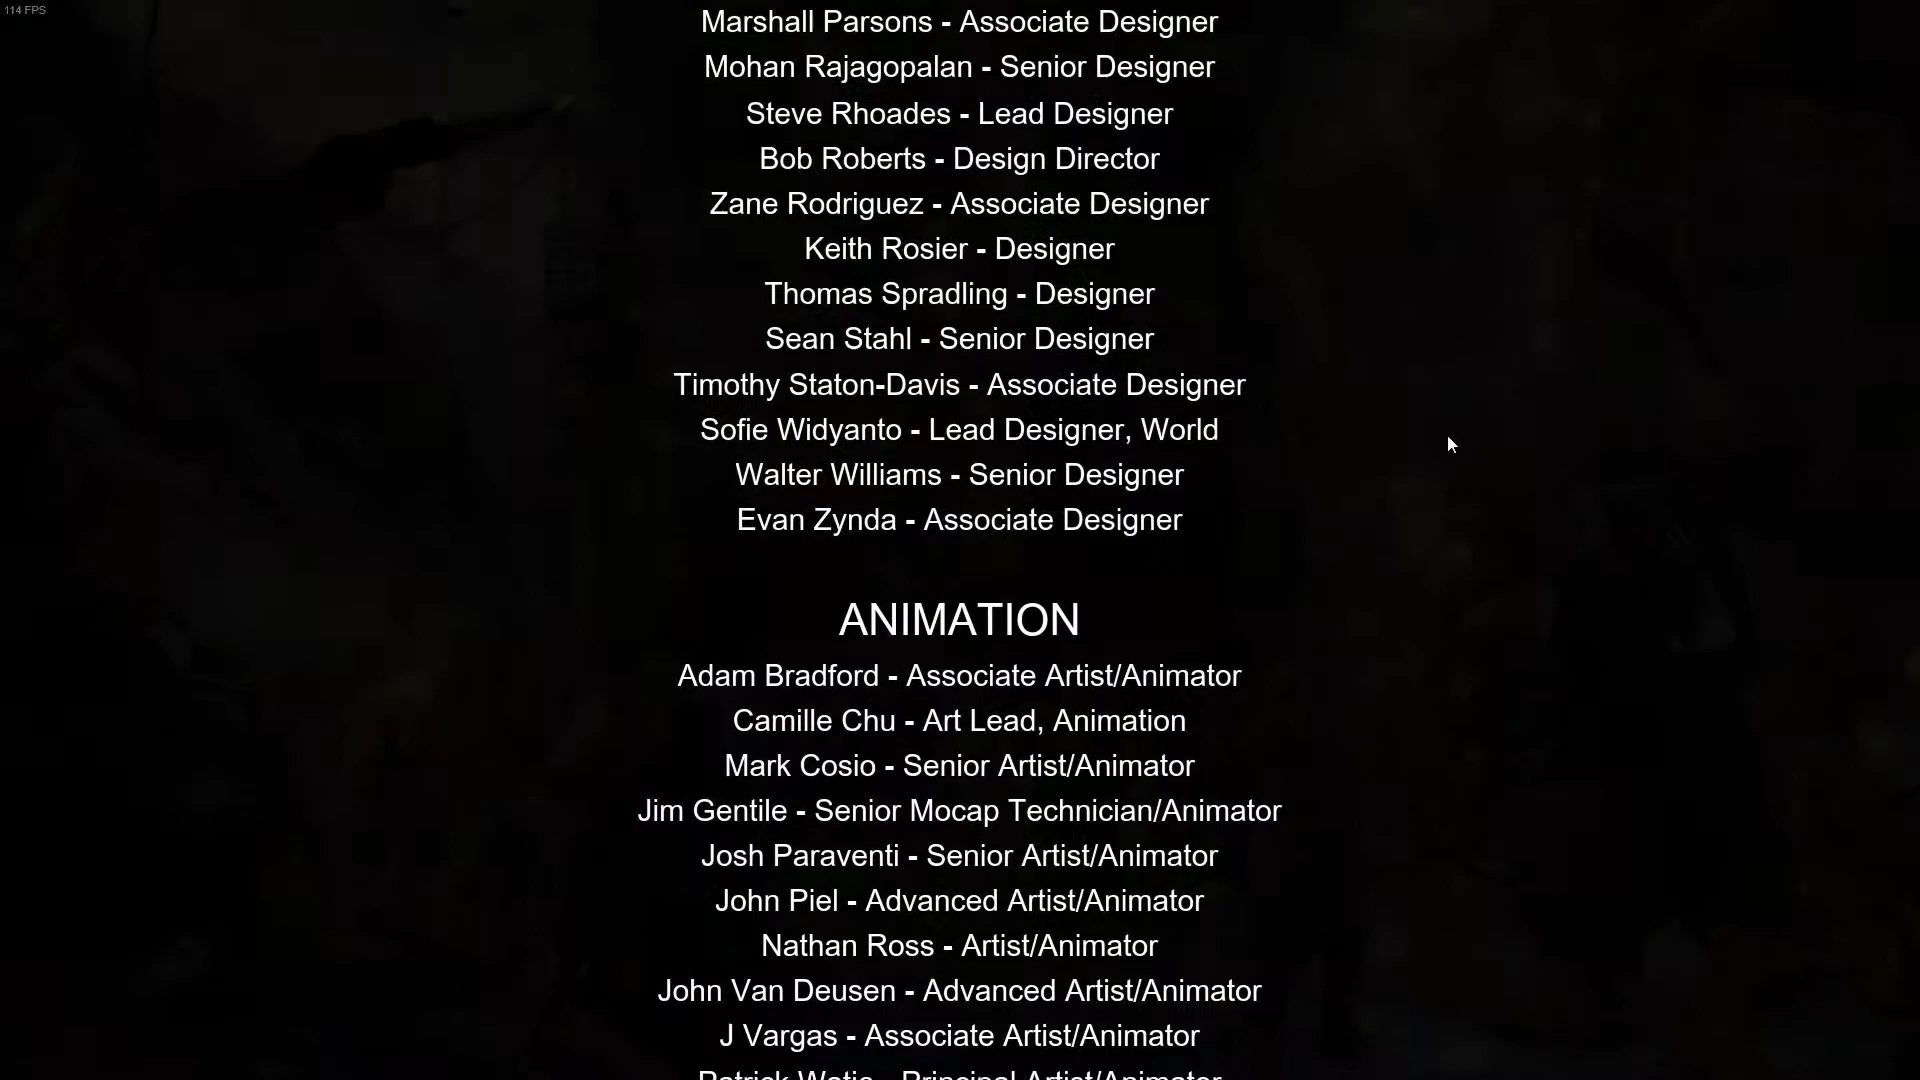 114 FPS
Marshall Parsons - Associate Designer
Mohan Rajagopalan - Senior Designer
Steve Rhoades - Lead Designer
Bob Roberts - Design Director
Zane Rodriguez - Associate Designer
Keith Rosier - Designer
Thomas Spradling - Designer
Sean Stahl - Senior Designer
Timothy Staton-Davis - Associate Designer
Sofie Widyanto - Lead Designer, World
Walter Williams - Senior Designer
Evan Zynda - Associate Designer
ANIMATION
Adam Bradford - Associate Artist/Animator
Camille Chu - Art Lead, Animation
Mark Cosio - Senior Artist/Animator
Jim Gentile - Senior Mocap Technician/Animator
Josh Paraventi - Senior Artist/Animator
John Piel - Advanced Artist/Animator
Nathan Ross - Artist/Animator
John Van Deusen - Advanced Artist/Animator
J Vargas - Associate Artist/Animator
Patrick - Principal Artist/Animator